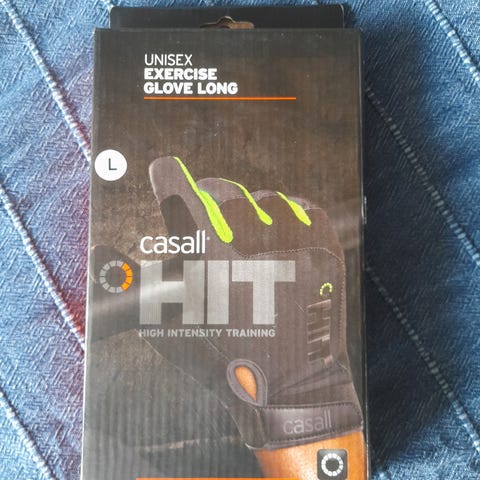 UNISEX
EXERCISE
GLOVE LONG
L
casall®
HIT
HIGH INTENSITY TRAINING
HIT
casall